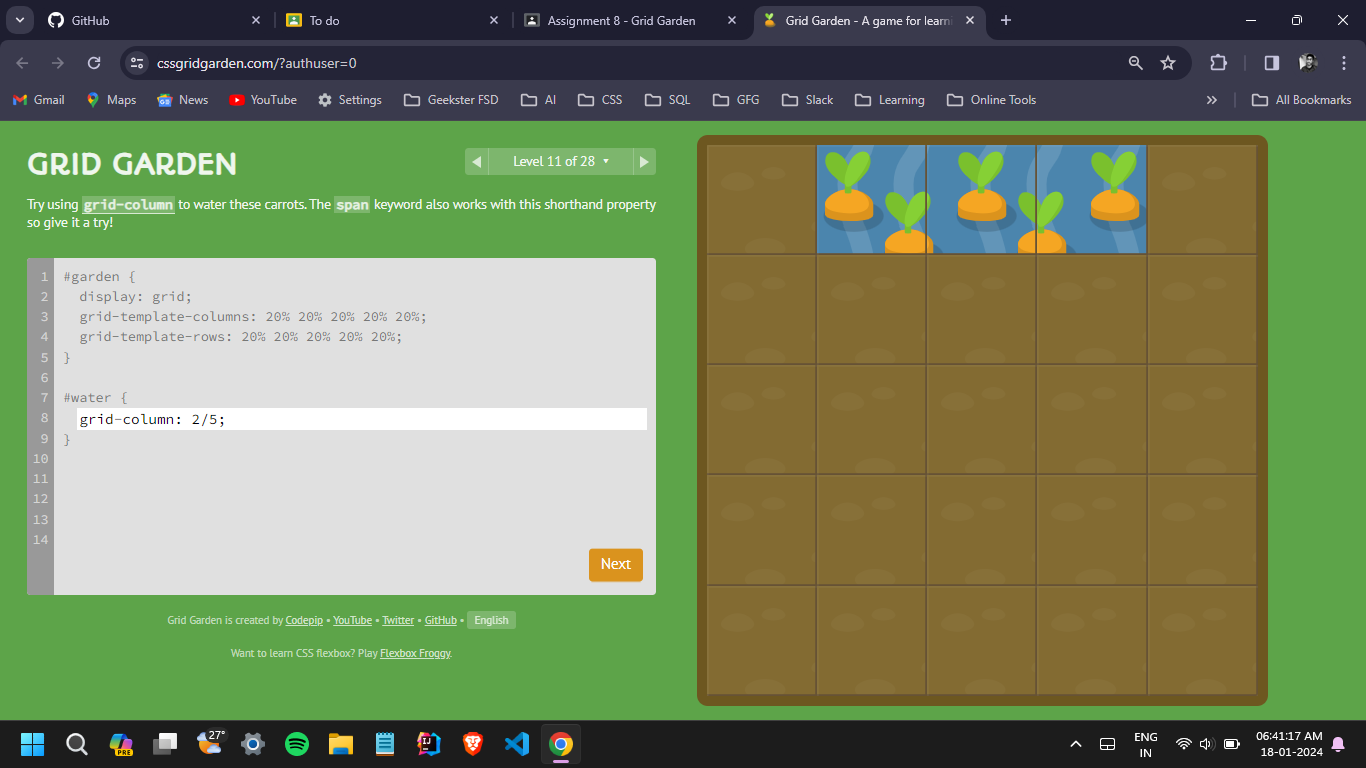 GitHub
To do
Assignment 8 - Grid Garden
Grid Garden - A game for learni
cssgridgarden.com/?authuser=0
Gmail
Maps
News
YouTube
Settings
Geekster FSD
AI
CSS
SQL
GFG
Slack
Learning
Online Tools
»
All Bookmarks
GRID GARDEN
◀ Level 11 of 28 ▾ ▶
Try using grid-column to water these carrots. The span keyword also works with this shorthand property
so give it a try!
1 #garden {
2 display: grid;
3 grid-template-columns: 20% 20% 20% 20% 20%;
4 grid-template-rows: 20% 20% 20% 20% 20%;
5 }
6
7 #water {
8 grid-column: 2/5;
9 }
10
11
12
13
14
Next
Grid Garden is created by Codepip • YouTube • Twitter • GitHub • English
Want to learn CSS flexbox? Play Flexbox Froggy.
PRE
27°
ENG
IN
06:41:17 AM
18-01-2024